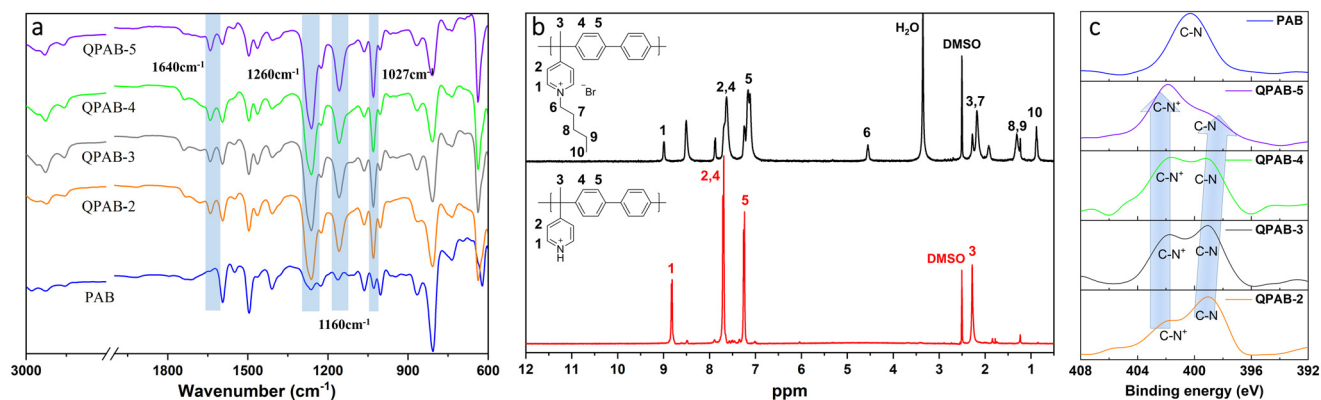 a
QPAB-5
1640cm-1
1260cm-1
1027cm-1
QPAB-4
QPAB-3
QPAB-2
PAB
1160cm-1
3000
1800
1500
1200
900
600
Wavenumber (cm-1)
b
3 4 5
2
1
N
+
-Br
6
7
8
9
10
H2O
DMSO
1
2,4
5
6
3,7
8,9
10
3 4 5
2
1
N
+
H
1
2,4
5
DMSO
3
12 11 10 9 8 7 6 5 4 3 2 1
ppm
c
PAB
C-N
QPAB-5
C-N+
C-N
QPAB-4
C-N+
C-N
QPAB-3
C-N+
C-N
QPAB-2
C-N+
C-N
408 404 400 396 392
Binding energy (eV)